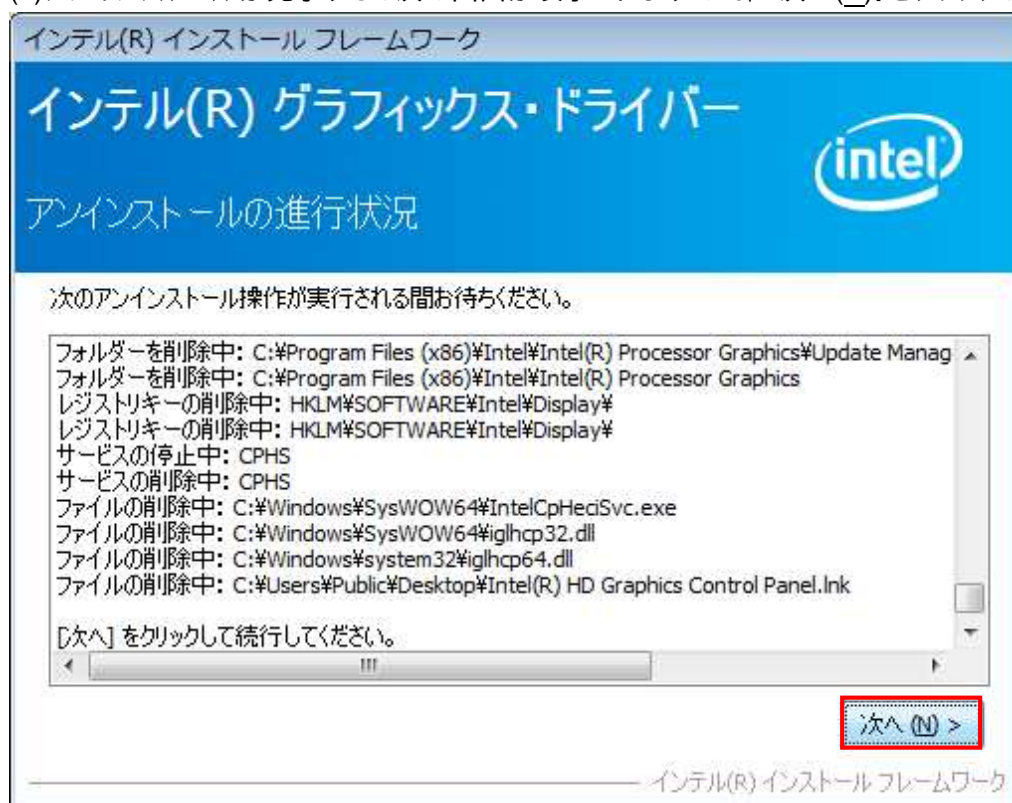 インテル(R) インストール フレームワーク
インテル(R) グラフィックス・ドライバー
intel
アンインストールの進行状況
次のアンインストール操作が実行される間お待ちください。
フォルダーを削除中: C:¥Program Files (x86)¥Intel¥Intel(R) Processor Graphics¥Update Manag
フォルダーを削除中: C:¥Program Files (x86)¥Intel¥Intel(R) Processor Graphics
レジストリキーの削除中: HKLM¥SOFTWARE¥Intel¥Display¥
レジストリキーの削除中: HKLM¥SOFTWARE¥Intel¥Display¥
サービスの停止中: CPHS
サービスの削除中: CPHS
ファイルの削除中: C:¥Windows¥SysWOW64¥IntelCpHeciSvc.exe
ファイルの削除中: C:¥Windows¥SysWOW64¥iglhcp32.dll
ファイルの削除中: C:¥Windows¥system32¥iglhcp64.dll
ファイルの削除中: C:¥Users¥Public¥Desktop¥Intel(R) HD Graphics Control Panel.lnk
[次へ] をクリックして続行してください。
次へ (N) >
インテル(R) インストール フレームワーク